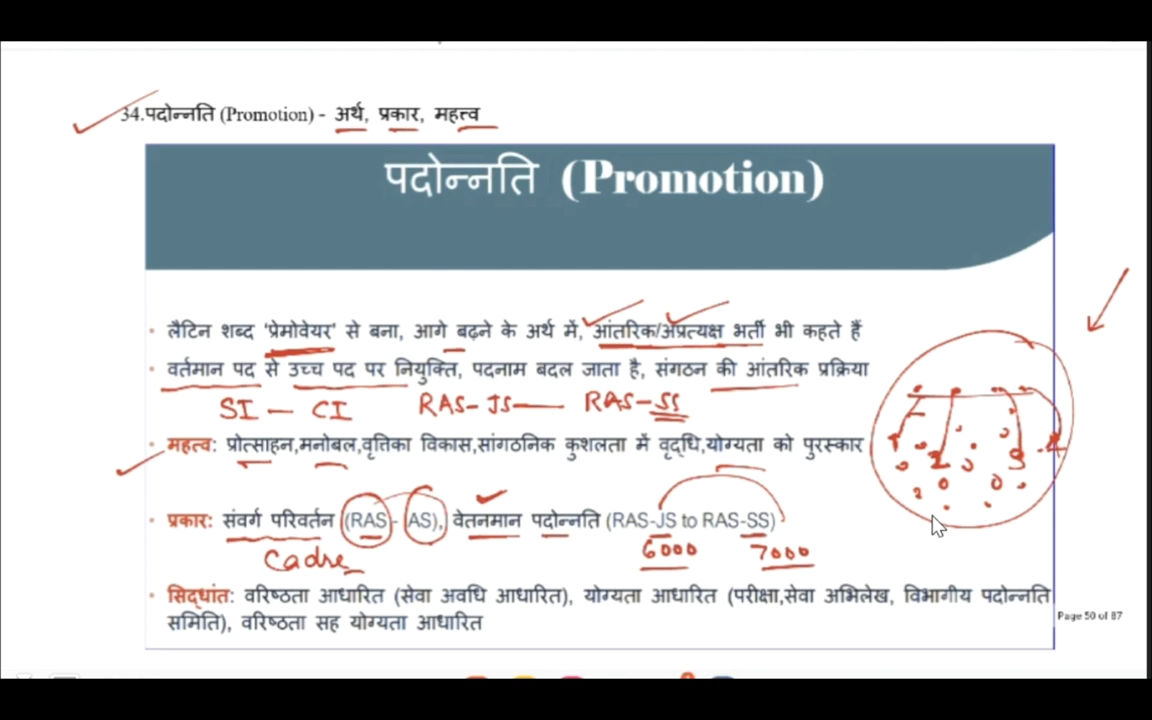 34.पदोन्नति (Promotion) - अर्थ, प्रकार, महत्त्व
पदोन्नति (Promotion)
• लैटिन शब्द 'प्रेमोवेयर' से बना, आगे बढ़ने के अर्थ में, आंतरिक/अप्रत्यक्ष भर्ती भी कहते हैं
• वर्तमान पद से उच्च पद पर नियुक्ति, पदनाम बदल जाता है, संगठन की आंतरिक प्रक्रिया
SI - CI RAS-JS — RAS-SS
• महत्व: प्रोत्साहन,मनोबल,वृत्तिका विकास,सांगठनिक कुशलता में वृद्धि,योग्यता को पुरस्कार
• प्रकार: संवर्ग परिवर्तन (RAS- IAS), वेतनमान पदोन्नति (RAS-JS to RAS-SS)
Cadre 6000 7000
• सिद्धांत: वरिष्ठता आधारित (सेवा अवधि आधारित), योग्यता आधारित (परीक्षा,सेवा अभिलेख, विभागीय पदोन्नति
समिति), वरिष्ठता सह योग्यता आधारित
Page 50 of 87